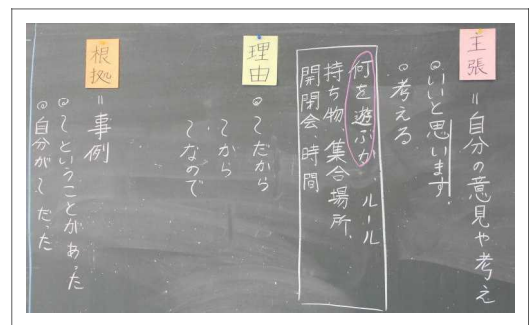 主張 = 自分の意見や考え
◎いいと思います。
◎考える
何を遊ぶか ルール
持ち物、集合場所、
開閉会、時間
理由 ◎〜だから
〜から
〜なので
根拠 = 事例
◎〜ということがあった
◎自分が〜だった